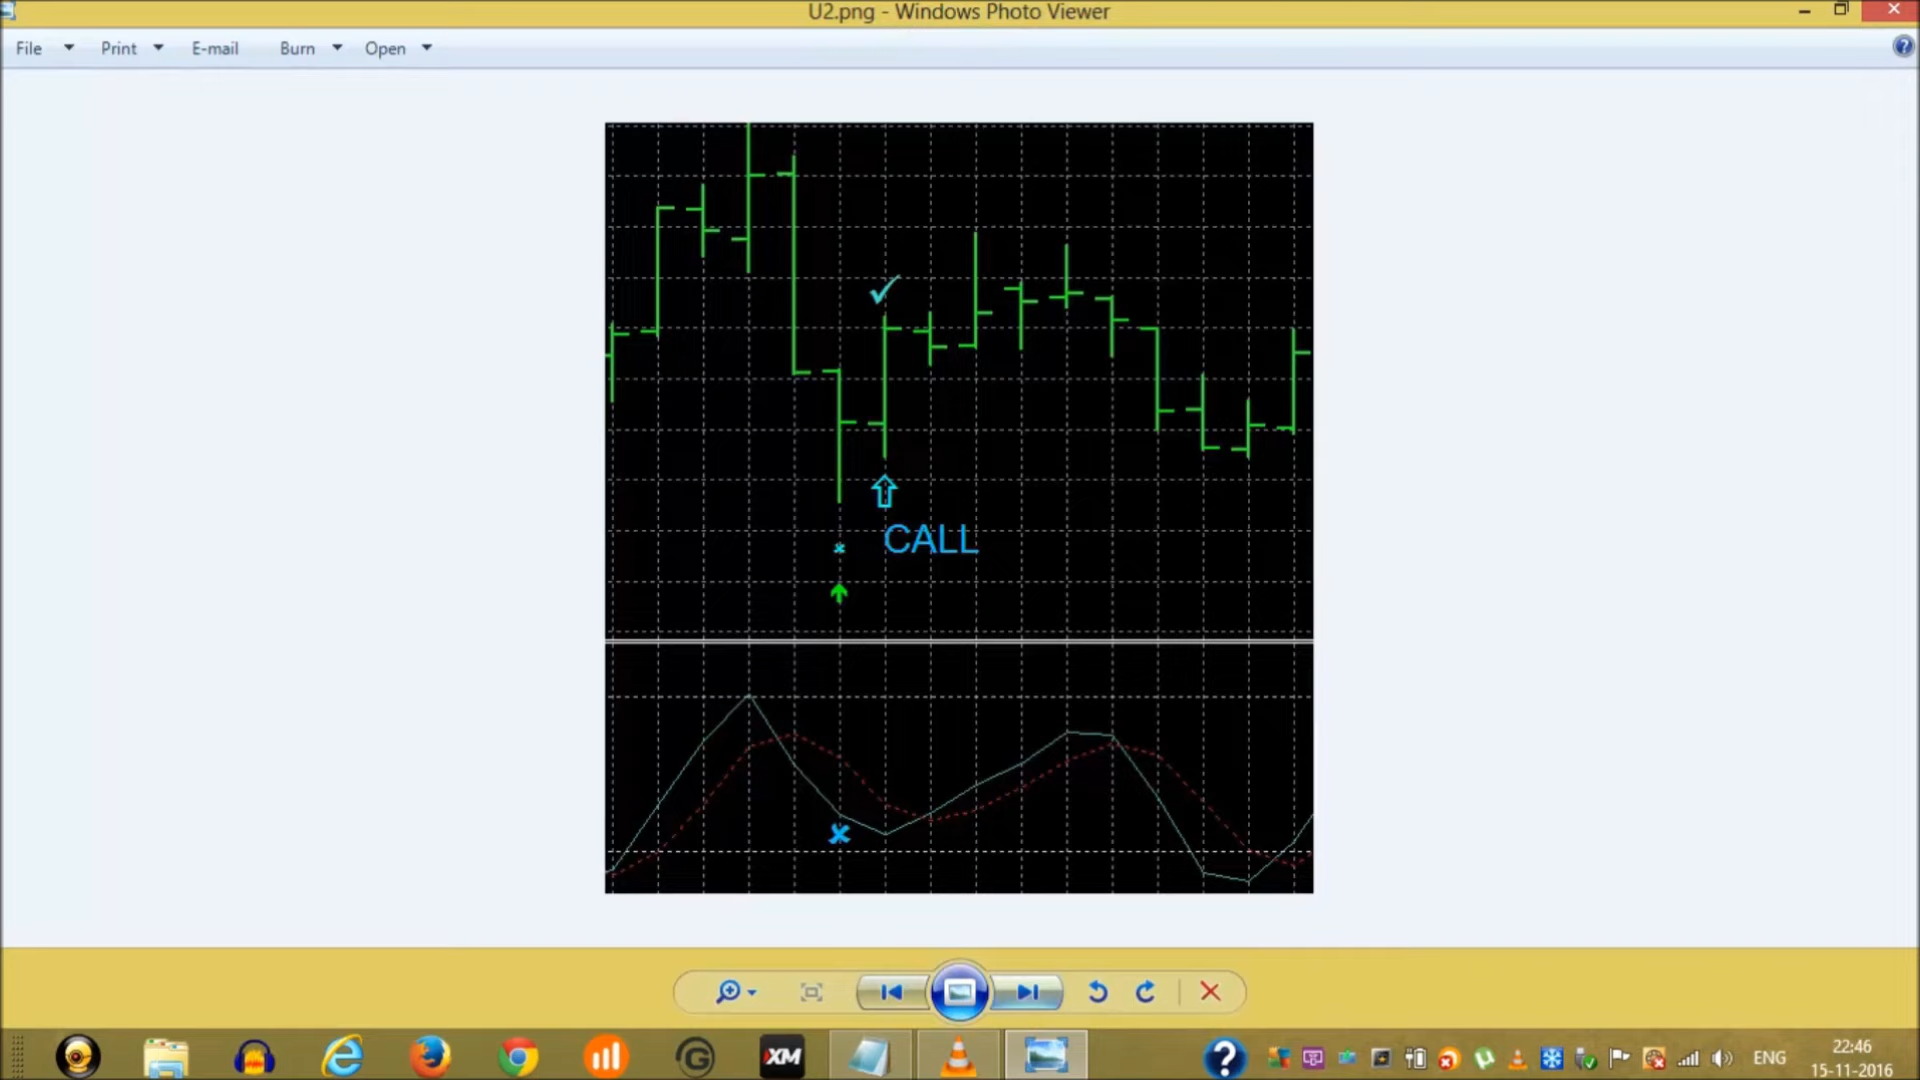 U2.png - Windows Photo Viewer
File Print E-mail Burn Open
CALL
XM
ENG
22:46
15-11-2016